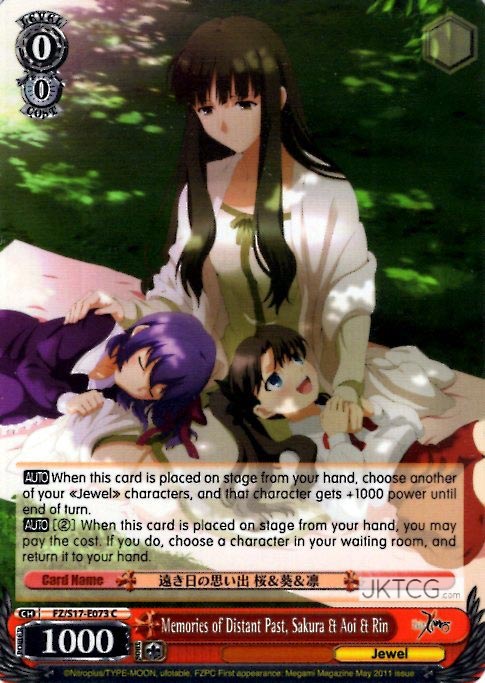 LEVEL
0
0
COST
AUTO When this card is placed on stage from your hand, choose another
of your «Jewel» characters, and that character gets +1000 power until
end of turn.
AUTO [②] When this card is placed on stage from your hand, you may
pay the cost. If you do, choose a character in your waiting room, and
return it to your hand.
Card Name 遠き日の思い出 桜&葵&凛
JKTCG.com
CH FZ/S17-E073 C
POWER 1000 SOUL Memories of Distant Past, Sakura & Aoi & Rin
Jewel
©Nitroplus/TYPE-MOON, ufotable, FZPC First appearance: Megami Magazine May 2011 issue